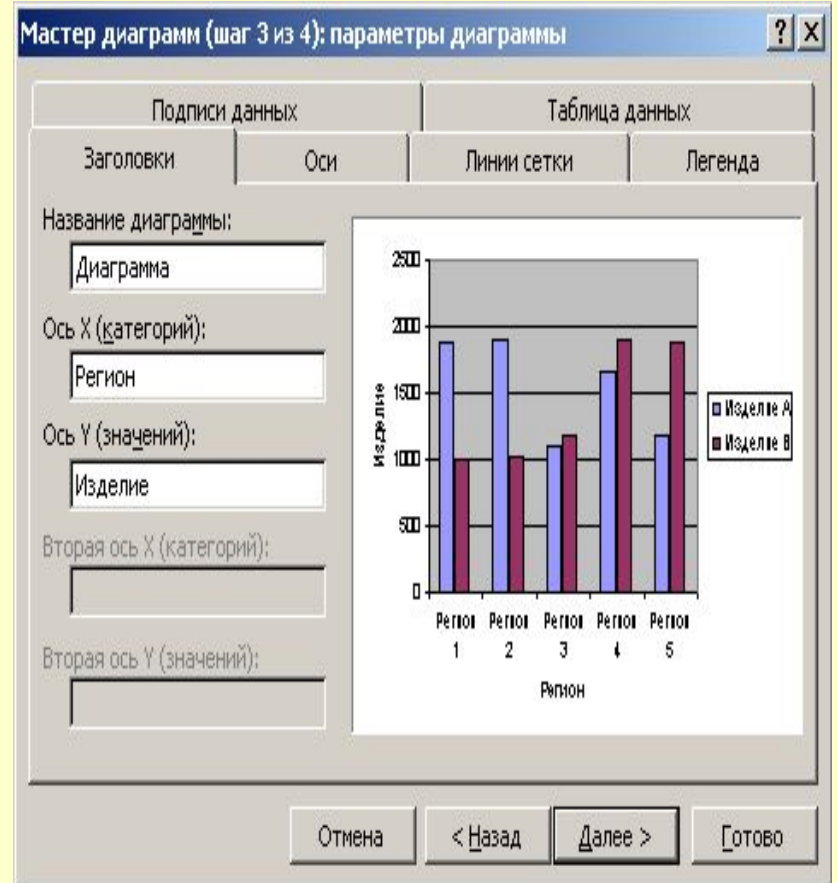 Мастер диаграмм (шаг 3 из 4): параметры диаграммы
Подписи данных
Таблица данных
Заголовки
Оси
Линии сетки
Легенда
Название диаграммы:
Диаграмма
Ось X (категорий):
Регион
Ось Y (значений):
Изделие
Вторая ось X (категорий):
Вторая ось Y (значений):
2500
2000
1500
1000
500
0
Изделие
Регион 1
Регион 2
Регион 3
Регион 4
Регион 5
Регион
Изделие A
Изделие B
Отмена
< Назад
Далее >
Готово